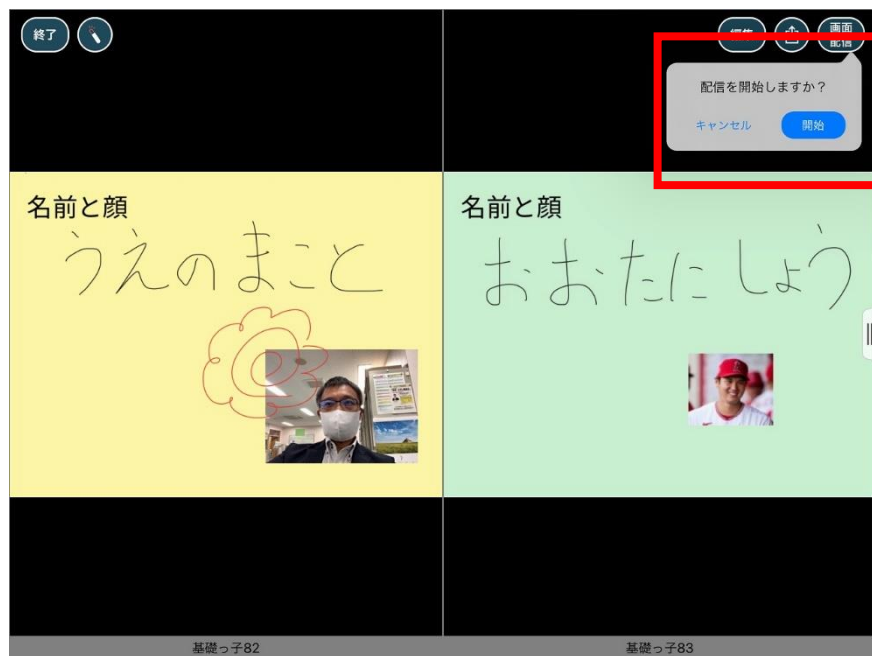 終了
編集
画面
配信
配信を開始しますか？
キャンセル
開始
名前と顔
うえのまこと
名前と顔
おおたにしょう
基礎っ子82
基礎っ子83